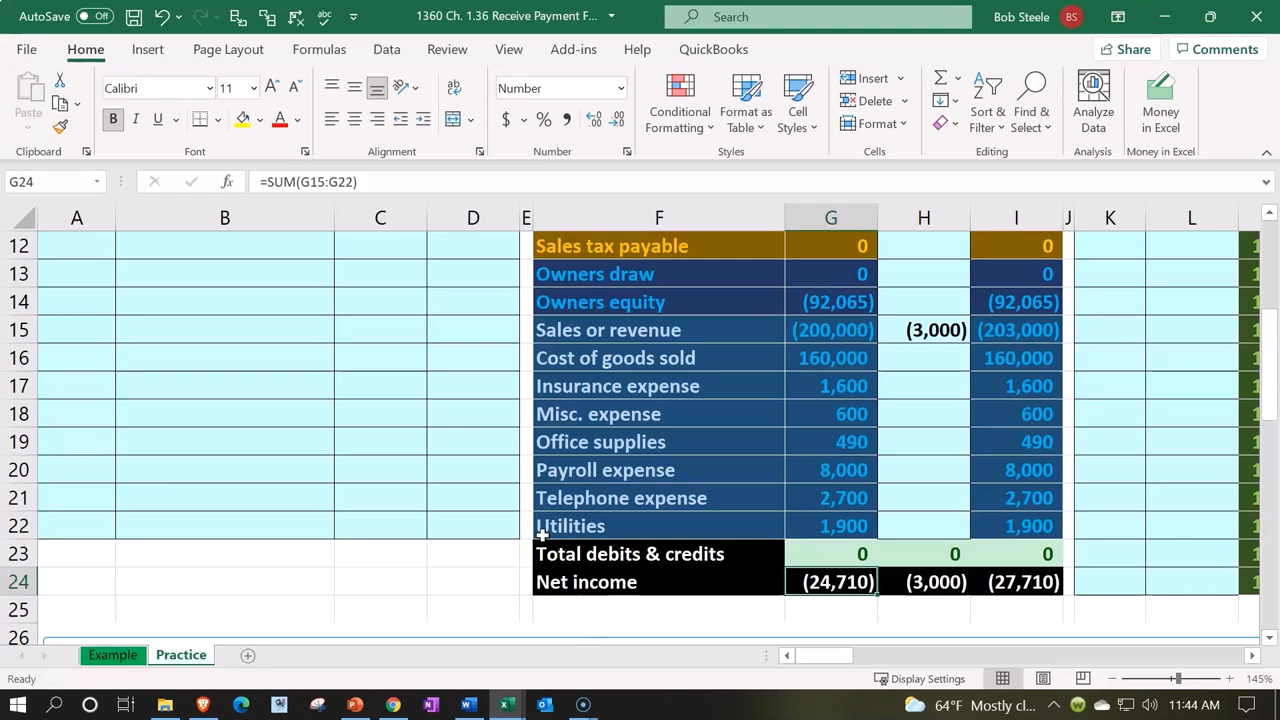 AutoSave Off 1360 Ch. 1.36 Receive Payment F... Search Bob Steele BS
File Home Insert Page Layout Formulas Data Review View Add-ins Help QuickBooks Share Comments
Paste Calibri 11 Number Insert Delete Format
Conditional Formatting Format as Table Cell Styles Sort & Filter Find & Select Analyze Data Money in Excel
Clipboard Font Alignment Number Styles Cells Editing Analysis Money in Excel
G24 fx =SUM(G15:G22)
A B C D E F G H I J K L
12 Sales tax payable 0 0
13 Owners draw 0 0
14 Owners equity (92,065) (92,065)
15 Sales or revenue (200,000) (3,000) (203,000)
16 Cost of goods sold 160,000 160,000
17 Insurance expense 1,600 1,600
18 Misc. expense 600 600
19 Office supplies 490 490
20 Payroll expense 8,000 8,000
21 Telephone expense 2,700 2,700
22 Utilities 1,900 1,900
23 Total debits & credits 0 0 0
24 Net income (24,710) (3,000) (27,710)
25
26
Example Practice
Ready Display Settings 145%
64°F Mostly cl... 11:44 AM